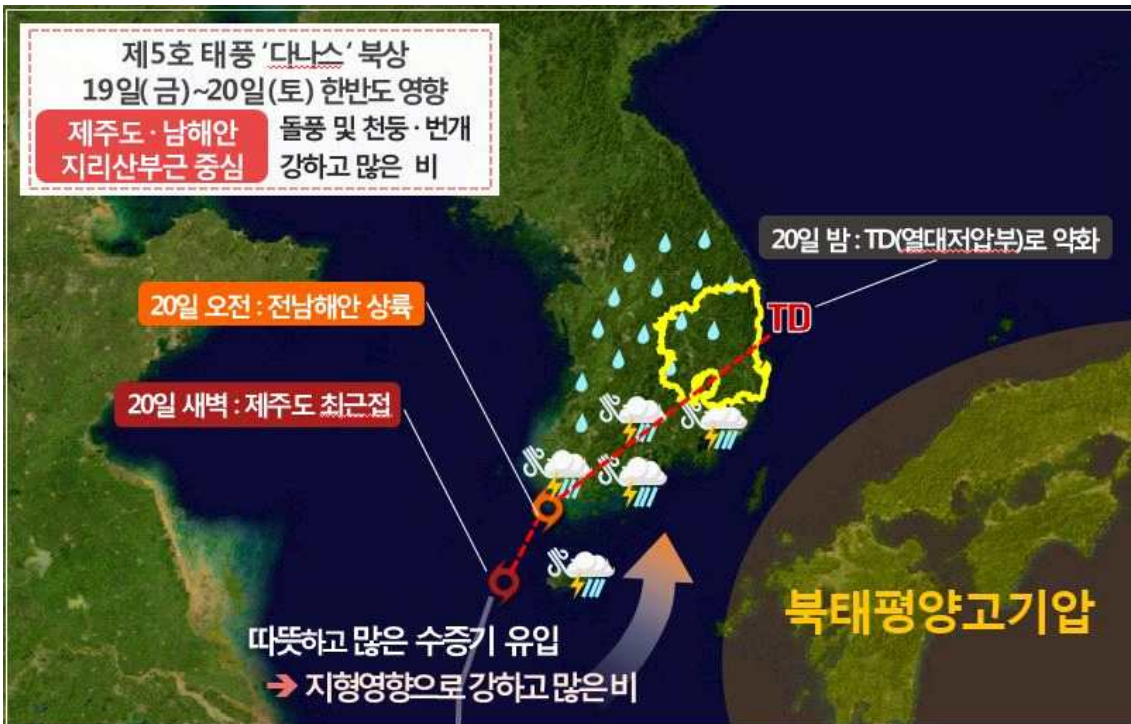 제5호 태풍 '다나스' 북상
19일(금)~20일(토) 한반도 영향
제주도·남해안
지리산부근 중심
돌풍 및 천둥·번개
강하고 많은 비
20일 밤 : TD(열대저압부)로 약화
20일 오전 : 전남해안 상륙
TD
20일 새벽 : 제주도 최근접
북태평양고기압
따뜻하고 많은 수증기 유입
➔ 지형영향으로 강하고 많은 비